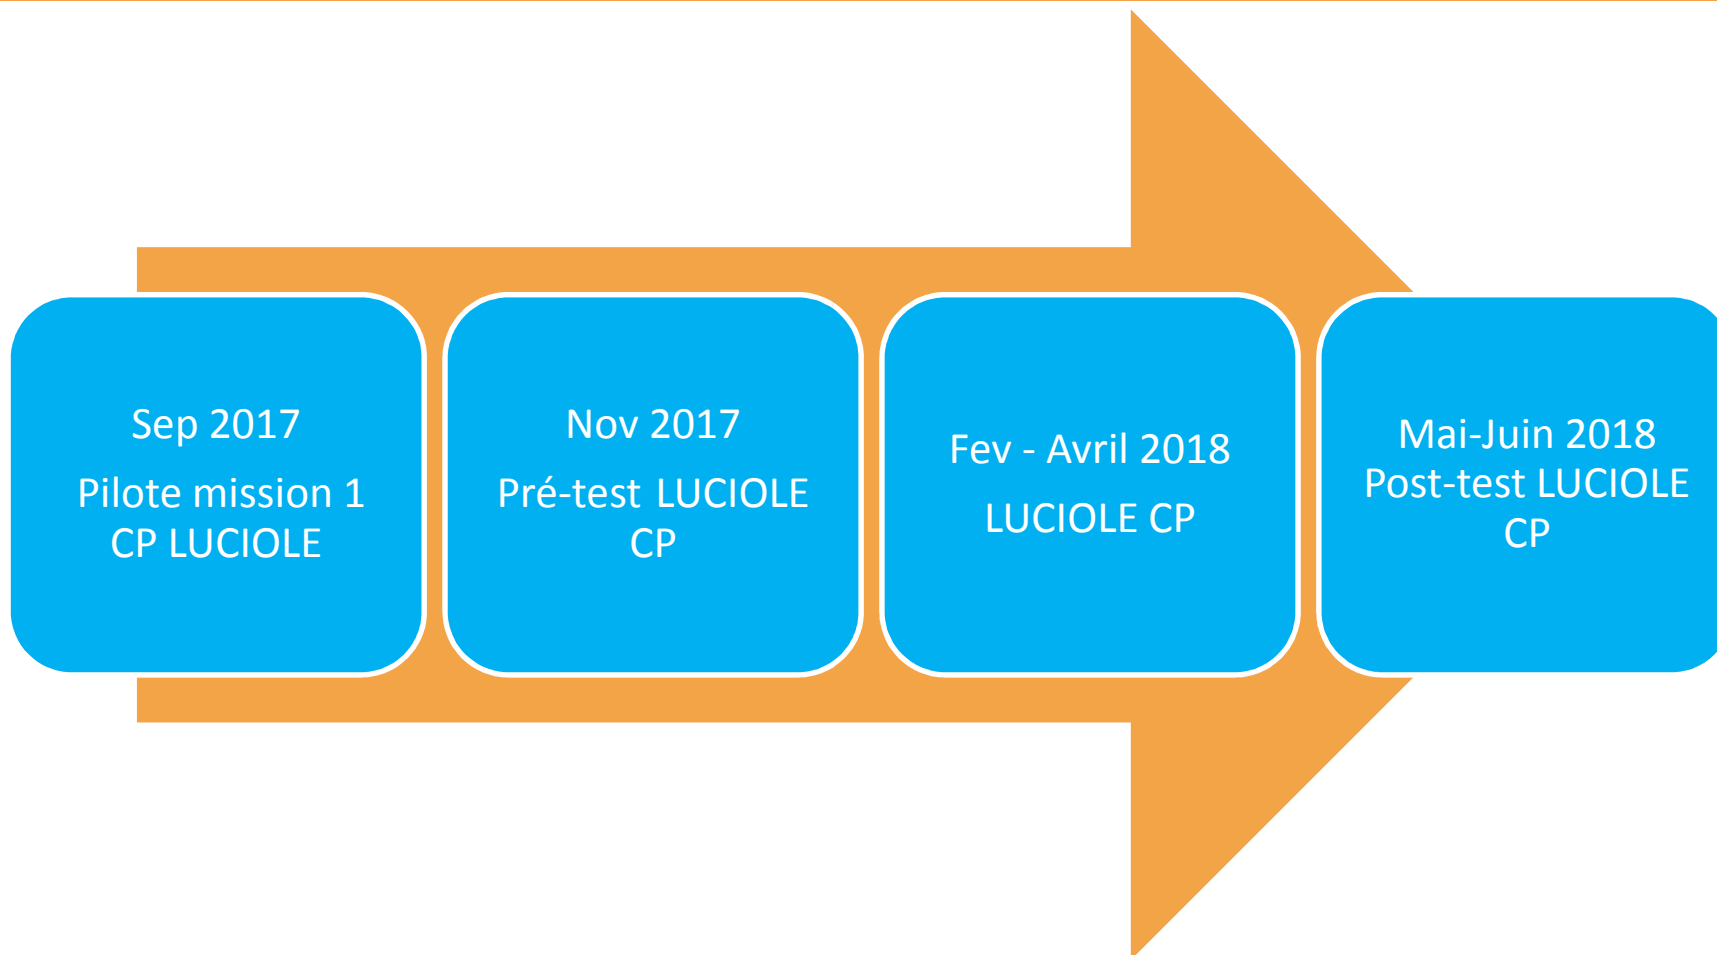 Sep 2017
Pilote mission 1
CP LUCIOLE
Nov 2017
Pré-test LUCIOLE
CP
Fev - Avril 2018
LUCIOLE CP
Mai-Juin 2018
Post-test LUCIOLE
CP